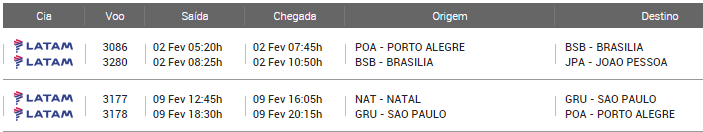 Cia Voo Saída Chegada Origem Destino
LATAM 3086 02 Fev 05:20h 02 Fev 07:45h POA - PORTO ALEGRE BSB - BRASILIA
LATAM 3280 02 Fev 08:25h 02 Fev 10:50h BSB - BRASILIA JPA - JOAO PESSOA
LATAM 3177 09 Fev 12:45h 09 Fev 16:05h NAT - NATAL GRU - SAO PAULO
LATAM 3178 09 Fev 18:30h 09 Fev 20:15h GRU - SAO PAULO POA - PORTO ALEGRE